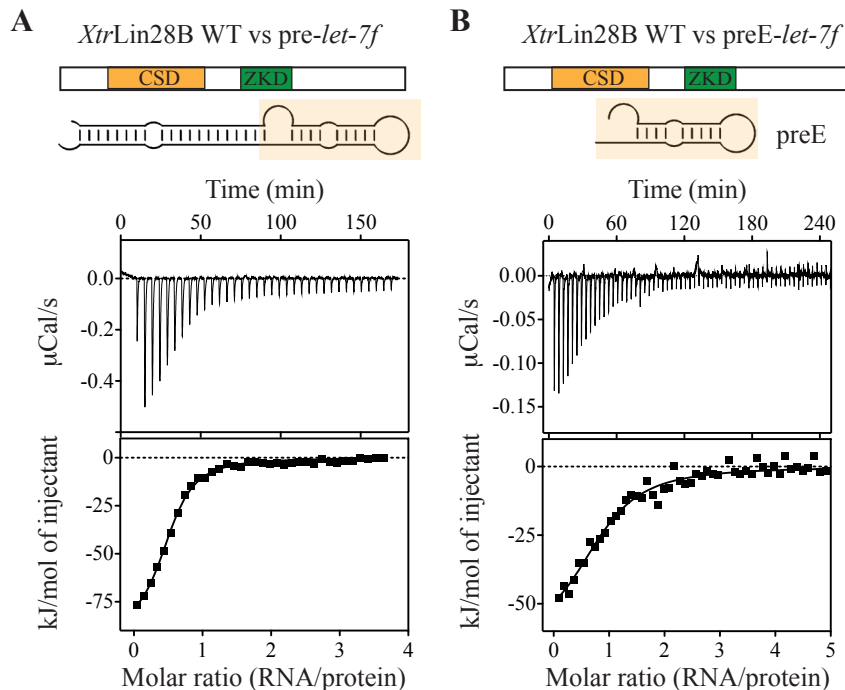 A
XtrLin28B WT vs pre-let-7f
CSD
ZKD
Time (min)
0 50 100 150
0.0
-0.2
-0.4
μCal/s
0
-25
-50
-75
kJ/mol of injectant
0 1 2 3 4
Molar ratio (RNA/protein)
B
XtrLin28B WT vs preE-let-7f
CSD
ZKD
preE
Time (min)
0 60 120 180 240
0.00
-0.05
-0.10
-0.15
μCal/s
0
-25
-50
kJ/mol of injectant
0 1 2 3 4 5
Molar ratio (RNA/protein)